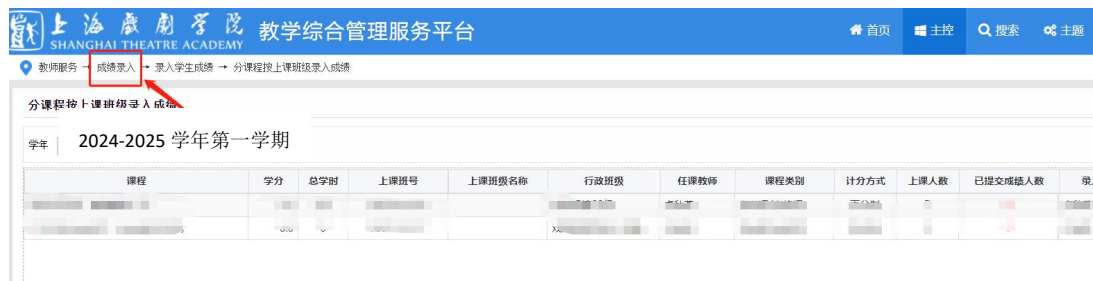 上海戲劇學院 教学综合管理服务平台 首页 主控 搜索 主题
SHANGHAI THEATRE ACADEMY
教师服务 → 成绩录入 → 录入学生成绩 → 分课程按上课班级录入成绩
分课程按上课班级录入成绩
学年 2024-2025 学年第一学期
课程 学分 总学时 上课班号 上课班级名称 行政班级 任课教师 课程类别 计分方式 上课人数 已提交成绩人数